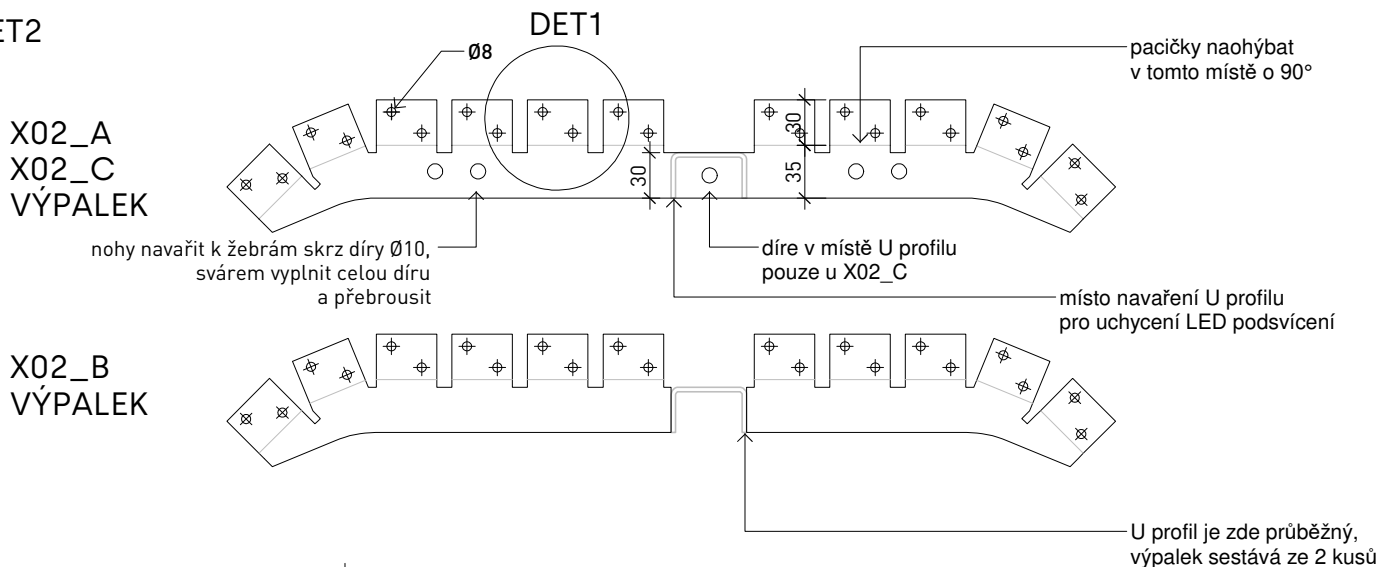 DET1
Ø8
pacičky naohýbat
v tomto místě o 90°
X02_A
X02_C
VÝPALEK
30
30
35
nohy navařit k žebrám skrz díry Ø10,
svárem vyplnit celou díru
a přebrousit
díre v místě U profilu
pouze u X02_C
místo navaření U profilu
pro uchycení LED podsvícení
X02_B
VÝPALEK
U profil je zde průběžný,
výpalek sestává ze 2 kusů